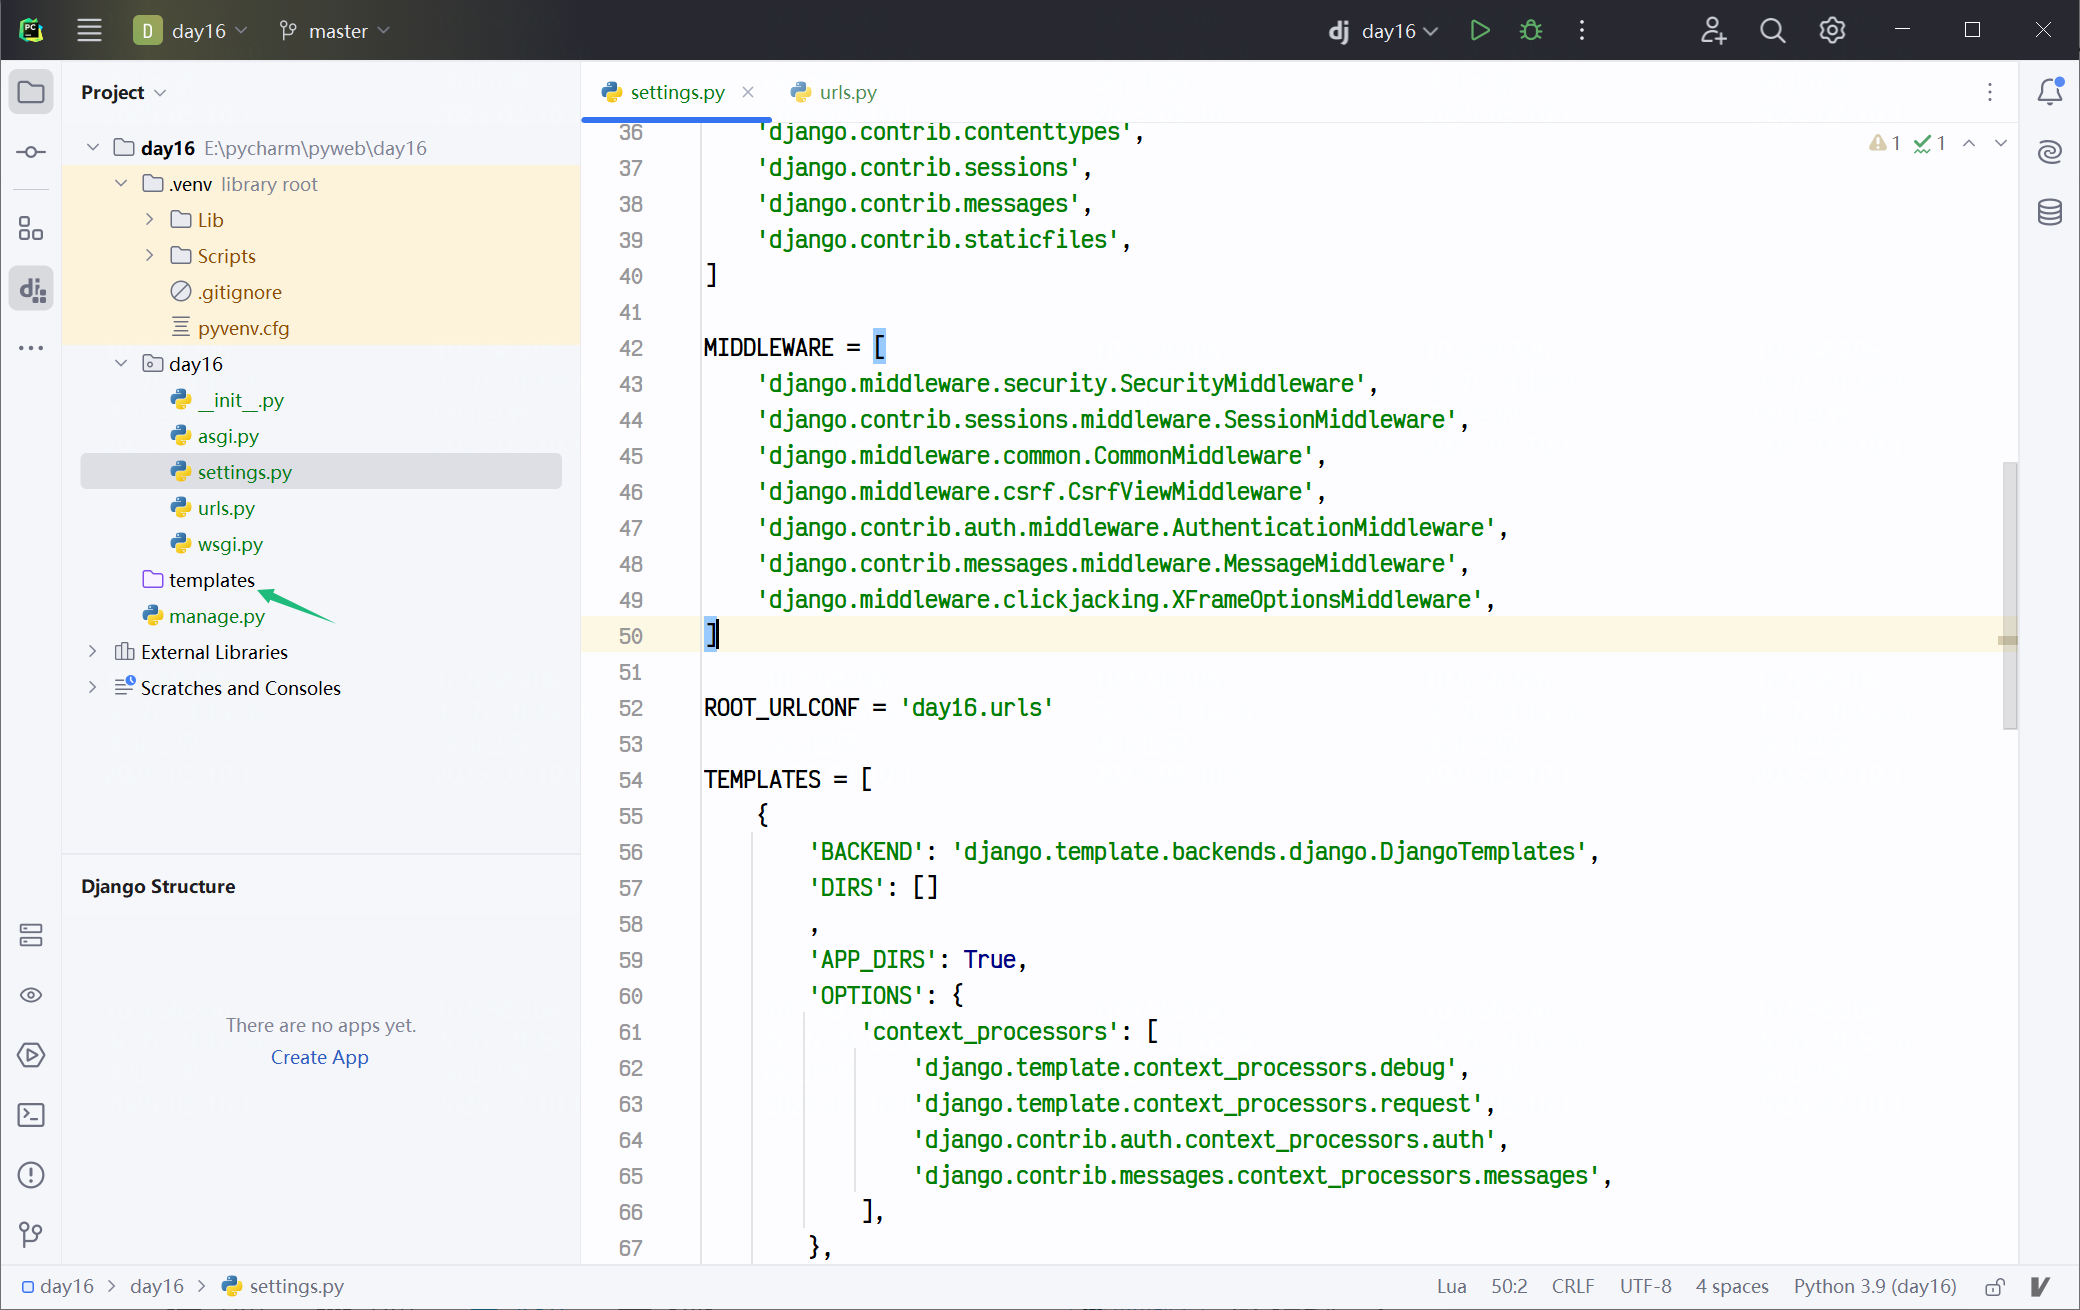 D day16 master
dj day16
Project
settings.py
urls.py
day16 E:\pycharm\pyweb\day16
.venv library root
Lib
Scripts
.gitignore
pyvenv.cfg
day16
__init__.py
asgi.py
settings.py
urls.py
wsgi.py
templates
manage.py
External Libraries
Scratches and Consoles
Django Structure
There are no apps yet.
Create App
1 1
36 'django.contrib.contenttypes',
37 'django.contrib.sessions',
38 'django.contrib.messages',
39 'django.contrib.staticfiles',
40 ]
41
42 MIDDLEWARE = [
43 'django.middleware.security.SecurityMiddleware',
44 'django.contrib.sessions.middleware.SessionMiddleware',
45 'django.middleware.common.CommonMiddleware',
46 'django.middleware.csrf.CsrfViewMiddleware',
47 'django.contrib.auth.middleware.AuthenticationMiddleware',
48 'django.contrib.messages.middleware.MessageMiddleware',
49 'django.middleware.clickjacking.XFrameOptionsMiddleware',
50 ]
51
52 ROOT_URLCONF = 'day16.urls'
53
54 TEMPLATES = [
55 {
56 'BACKEND': 'django.template.backends.django.DjangoTemplates',
57 'DIRS': []
58 ,
59 'APP_DIRS': True,
60 'OPTIONS': {
61 'context_processors': [
62 'django.template.context_processors.debug',
63 'django.template.context_processors.request',
64 'django.contrib.auth.context_processors.auth',
65 'django.contrib.messages.context_processors.messages',
66 ],
67 },
day16 > day16 > settings.py
Lua 50:2 CRLF UTF-8 4 spaces Python 3.9 (day16)